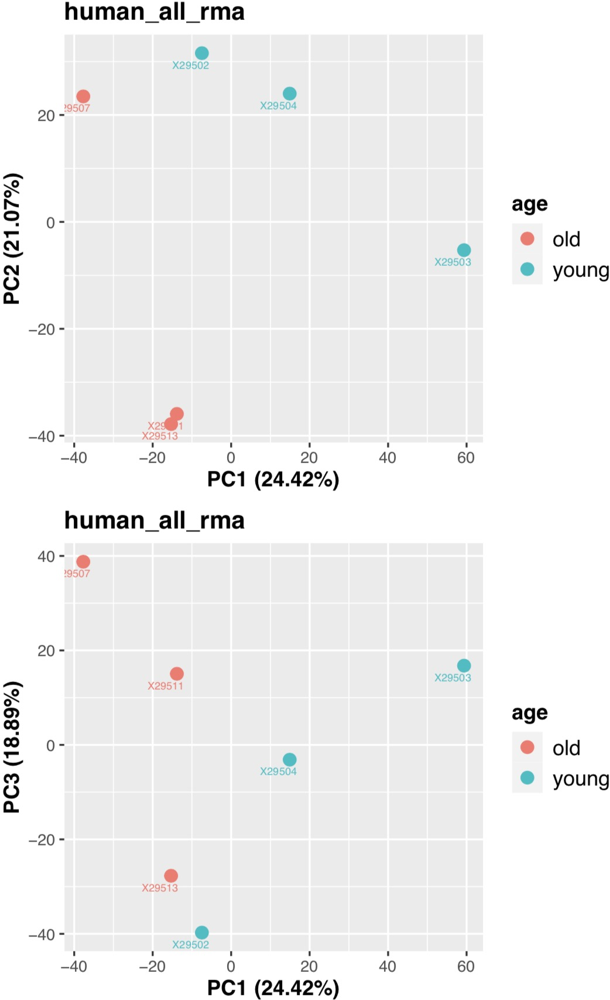 human_all_rma
X29502
29507
X29504
20
0
X29503
−20
X29513
−40
−40
−20
0
20
40
60
PC1 (24.42%)
PC2 (21.07%)
age
old
young
human_all_rma
40
29507
20
X29511
X29503
0
X29504
−20
X29513
−40
X29502
−40
−20
0
20
40
60
PC1 (24.42%)
PC3 (18.89%)
age
old
young